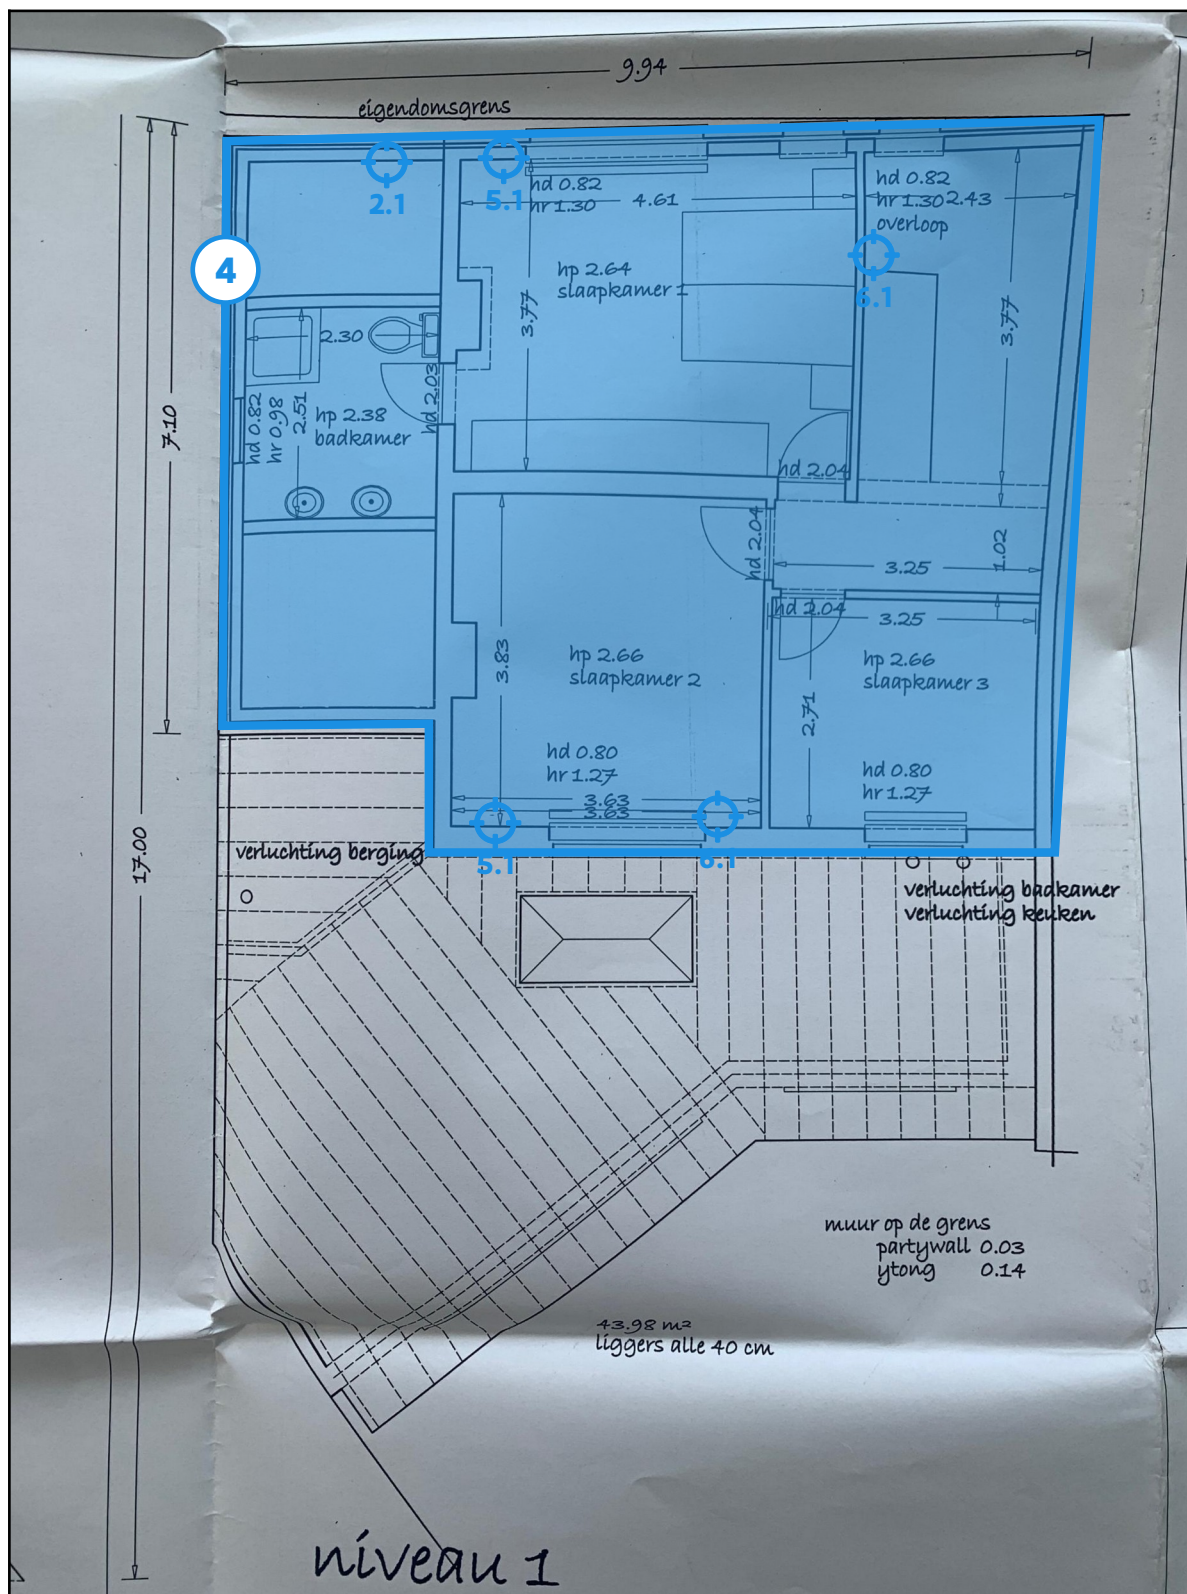 9.94
eigendomsgrens
2.1
5.1
hd 0.82
hr 1.30
4.61
hd 0.82
hr 1.30 2.43
overloop
4
hp 2.64
slaapkamer 1
6.1
3.77
3.77
2.30
hd 2.03
7.10
hd 0.82
hr 0.98
2.51
hp 2.38
badkamer
hd 2.04
hd 2.04
1.02
3.25
hd 2.04
3.25
3.83
hp 2.66
slaapkamer 2
hp 2.66
slaapkamer 3
2.71
hd 0.80
hr 1.27
hd 0.80
hr 1.27
3.63
3.63
17.00
verluchting berging
5.1
6.1
verluchting badkamer
verluchting keuken
muur op de grens
partywall 0.03
ytong 0.14
43.98 m²
liggers alle 40 cm
niveau 1